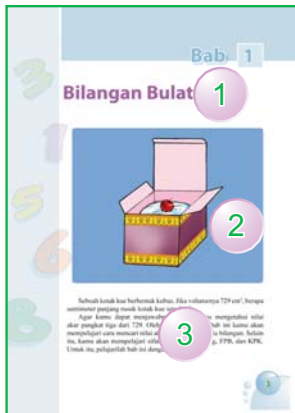 Bab 1
Bilangan Bulat
1
2
Sebuah kotak kue berbentuk kubus. Jika volumenya 729 cm³, berapa
sentimeter panjang rusuk kotak kue
Agar kamu dapat menjawab mengetahui nilai
akar pangkat tiga dari 729. Oleh bab ini kamu akan
mempelajari cara mencari nilai bilangan. Selain
itu, kamu akan mempelajari FPB, dan KPK.
Untuk itu, pelajarilah bab ini
3